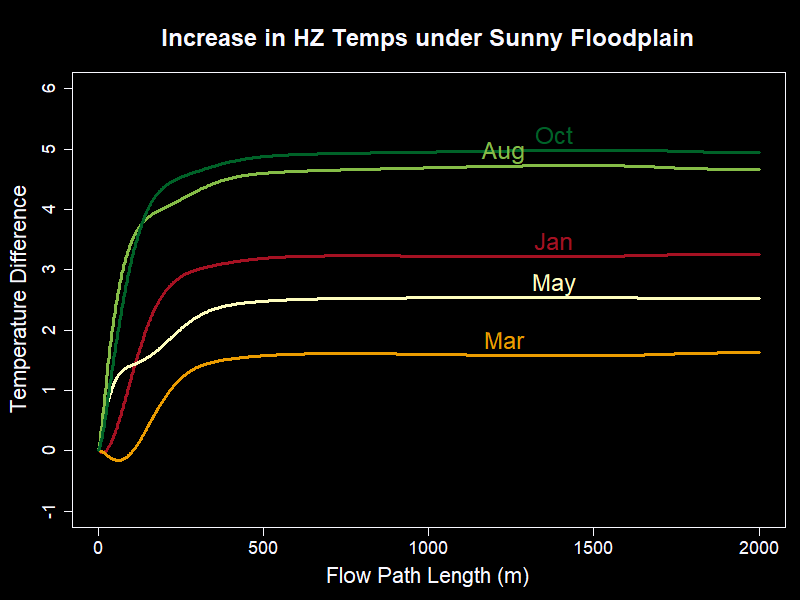 Increase in HZ Temps under Sunny Floodplain
6
5
4
3
2
1
0
-1
Temperature Difference
Oct
Aug
Jan
May
Mar
0 500 1000 1500 2000
Flow Path Length (m)